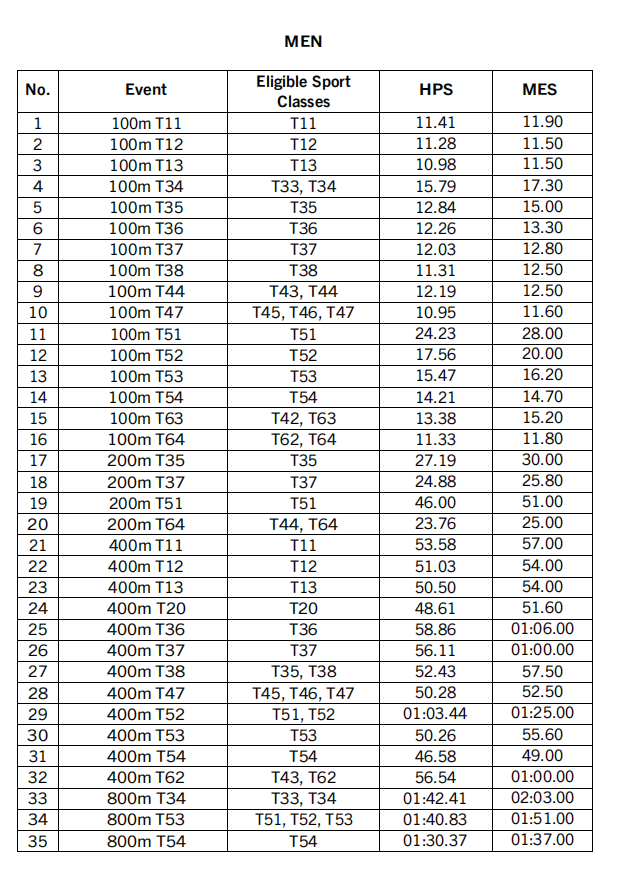 MEN
No. Event Eligible Sport Classes HPS MES
1 100m T11 T11 11.41 11.90
2 100m T12 T12 11.28 11.50
3 100m T13 T13 10.98 11.50
4 100m T34 T33, T34 15.79 17.30
5 100m T35 T35 12.84 15.00
6 100m T36 T36 12.26 13.30
7 100m T37 T37 12.03 12.80
8 100m T38 T38 11.31 12.50
9 100m T44 T43, T44 12.19 12.50
10 100m T47 T45, T46, T47 10.95 11.60
11 100m T51 T51 24.23 28.00
12 100m T52 T52 17.56 20.00
13 100m T53 T53 15.47 16.20
14 100m T54 T54 14.21 14.70
15 100m T63 T42, T63 13.38 15.20
16 100m T64 T62, T64 11.33 11.80
17 200m T35 T35 27.19 30.00
18 200m T37 T37 24.88 25.80
19 200m T51 T51 46.00 51.00
20 200m T64 T44, T64 23.76 25.00
21 400m T11 T11 53.58 57.00
22 400m T12 T12 51.03 54.00
23 400m T13 T13 50.50 54.00
24 400m T20 T20 48.61 51.60
25 400m T36 T36 58.86 01:06.00
26 400m T37 T37 56.11 01:00.00
27 400m T38 T35, T38 52.43 57.50
28 400m T47 T45, T46, T47 50.28 52.50
29 400m T52 T51, T52 01:03.44 01:25.00
30 400m T53 T53 50.26 55.60
31 400m T54 T54 46.58 49.00
32 400m T62 T43, T62 56.54 01:00.00
33 800m T34 T33, T34 01:42.41 02:03.00
34 800m T53 T51, T52, T53 01:40.83 01:51.00
35 800m T54 T54 01:30.37 01:37.00